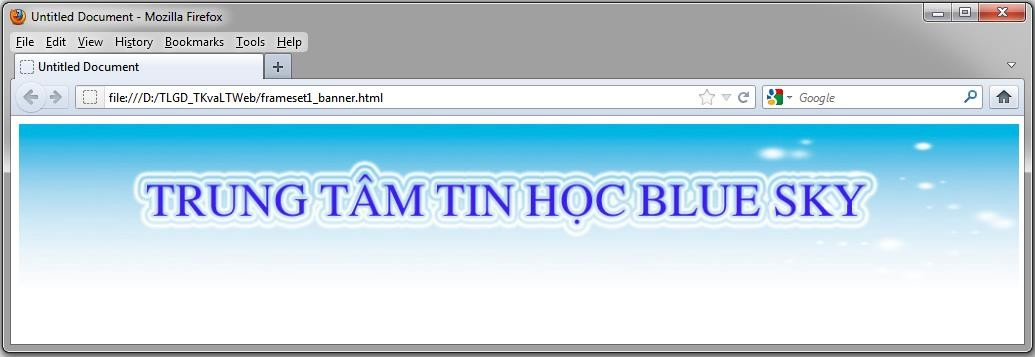 Untitled Document - Mozilla Firefox
File Edit View History Bookmarks Tools Help
Untitled Document
file:///D:/TLGD_TKvaLTWeb/frameset1_banner.html
Google
TRUNG TÂM TIN HỌC BLUE SKY